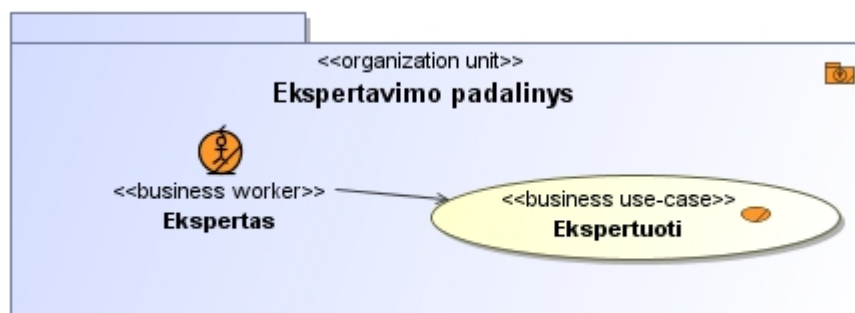 <<organization unit>>
Ekspertavimo padalinys
<<business worker>>
Ekspertas
<<business use-case>>
Ekspertuoti